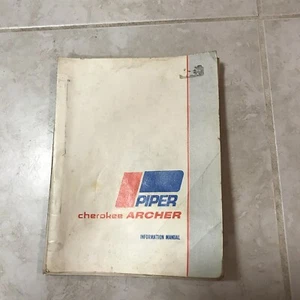 PIPER
cherokee ARCHER
INFORMATION MANUAL